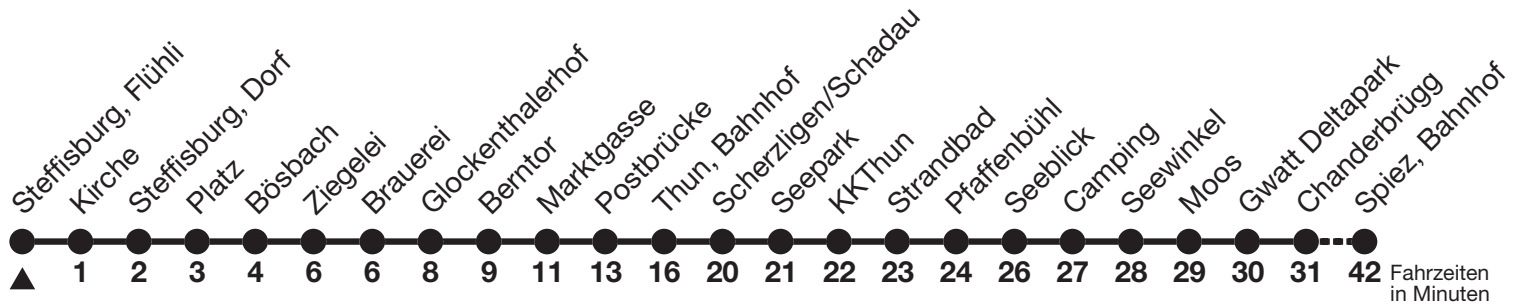 Steffisburg, Flühli
Kirche
Steffisburg, Dorf
Platz
Bösbach
Ziegelei
Brauerei
Glockenthalerhof
Berntor
Marktgasse
Postbrücke
Thun, Bahnhof
Scherzligen/Schadau
Seepark
KKThun
Strandbad
Pfaffenbühl
Seeblick
Camping
Seewinkel
Moos
Gwatt Deltapark
Chanderbrügg
Spiez, Bahnhof
1 2 3 4 6 6 8 9 11 13 16 20 21 22 23 24 26 27 28 29 30 31 42 Fahrzeiten
in Minuten